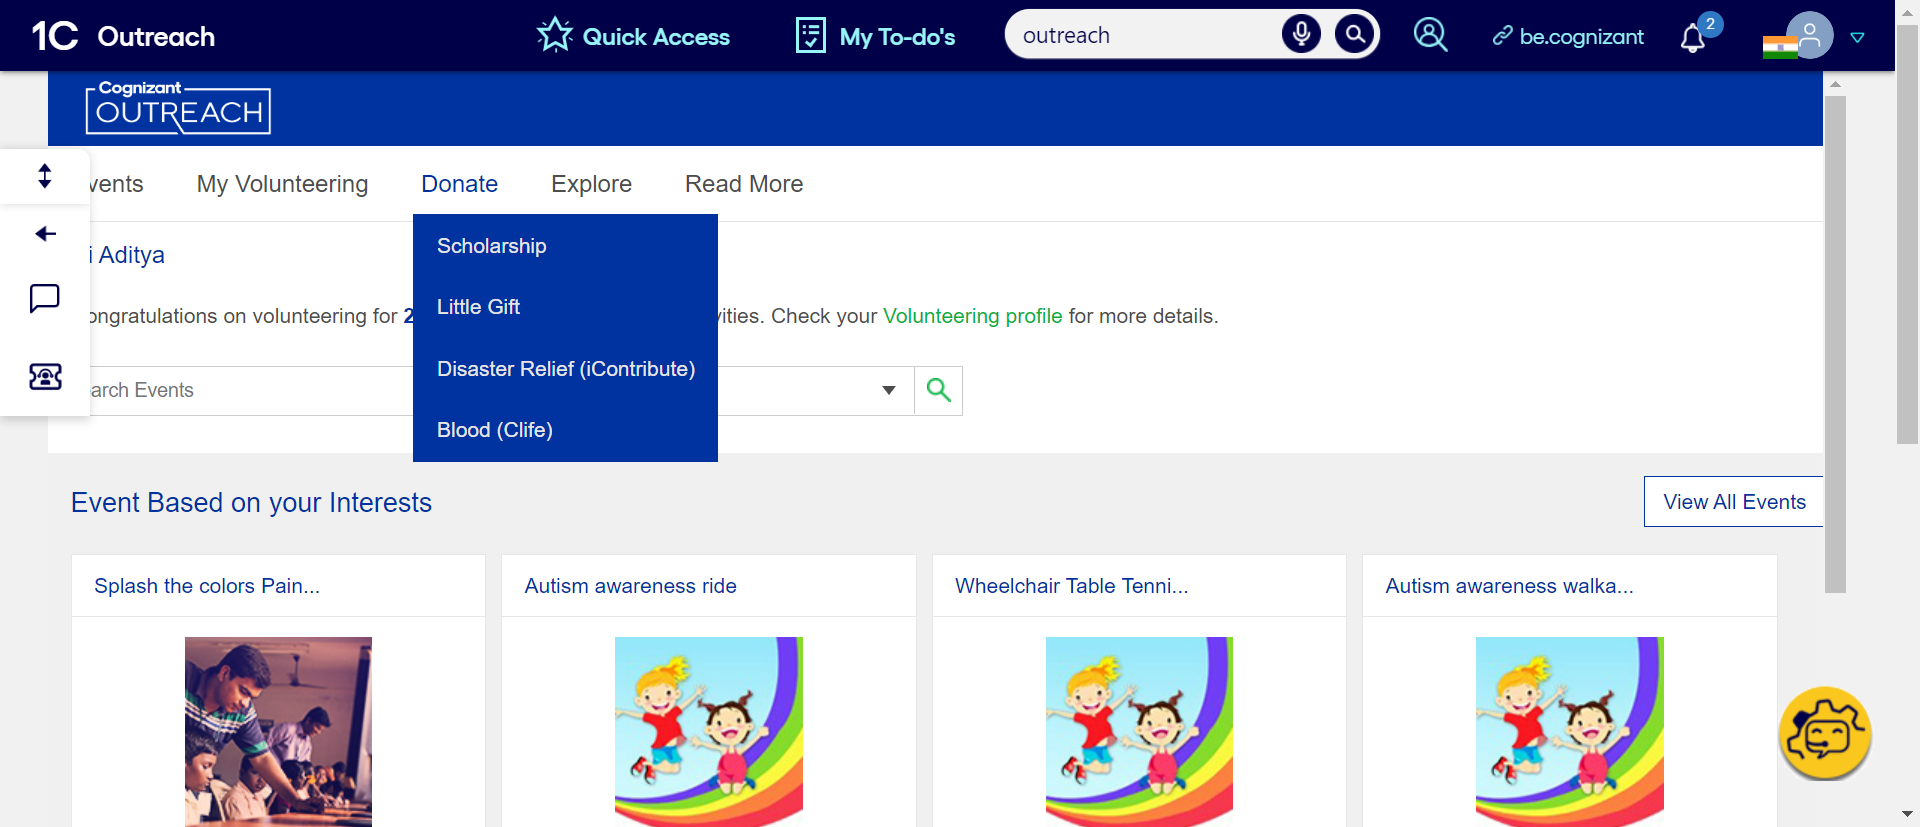 1C Outreach
Quick Access
My To-do's
outreach
be.cognizant
2
Cognizant
OUTREACH
vents
My Volunteering
Donate
Explore
Read More
Scholarship
i Aditya
Little Gift
ongratulations on volunteering for 2
vities. Check your Volunteering profile for more details.
Disaster Relief (iContribute)
arch Events
Blood (Clife)
Event Based on your Interests
View All Events
Splash the colors Pain...
Autism awareness ride
Wheelchair Table Tenni...
Autism awareness walka...